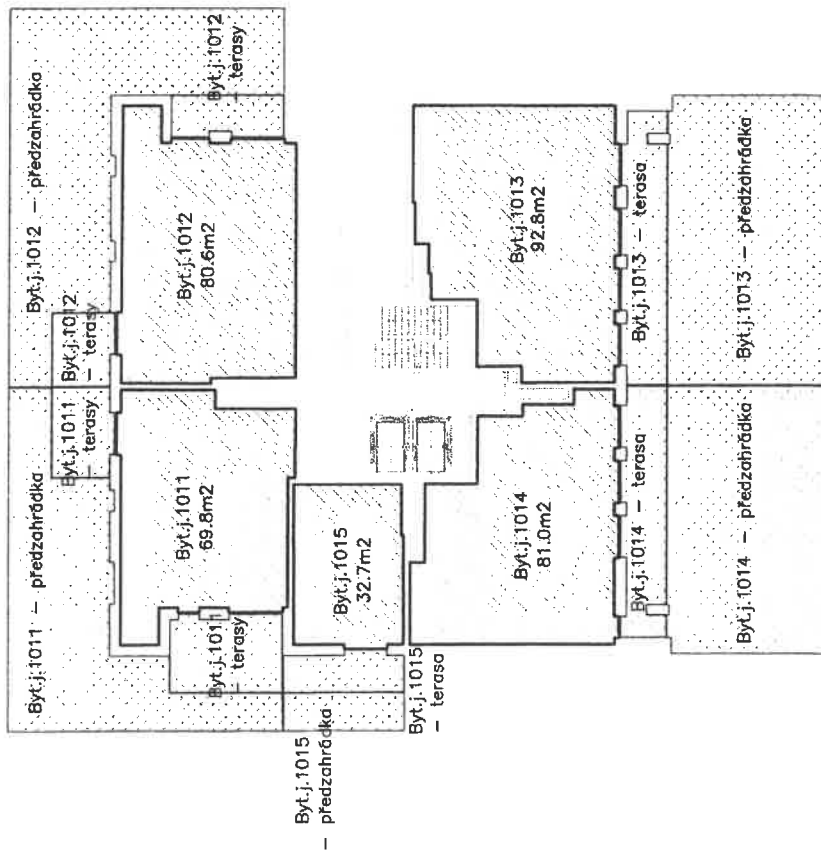 Byt.j.1011 – předzahrádka
Byt.j.1012 – předzahrádka
Byt.j.1012
– terasy
Byt.j.1011
– terasy
Byt.j.1012
– terasy
Byt.j.1011
69.8m2
Byt.j.1012
80.6m2
Byt.j.1011
– terasy
Byt.j.1015
32.7m2
Byt.j.1015
– předzahrádka
Byt.j.1015
– terasa
Byt.j.1014
81.0m2
Byt.j.1013
92.8m2
Byt.j.1014 – terasa
Byt.j.1013 – terasa
Byt.j.1014 – předzahrádka
Byt.j.1013 – předzahrádka